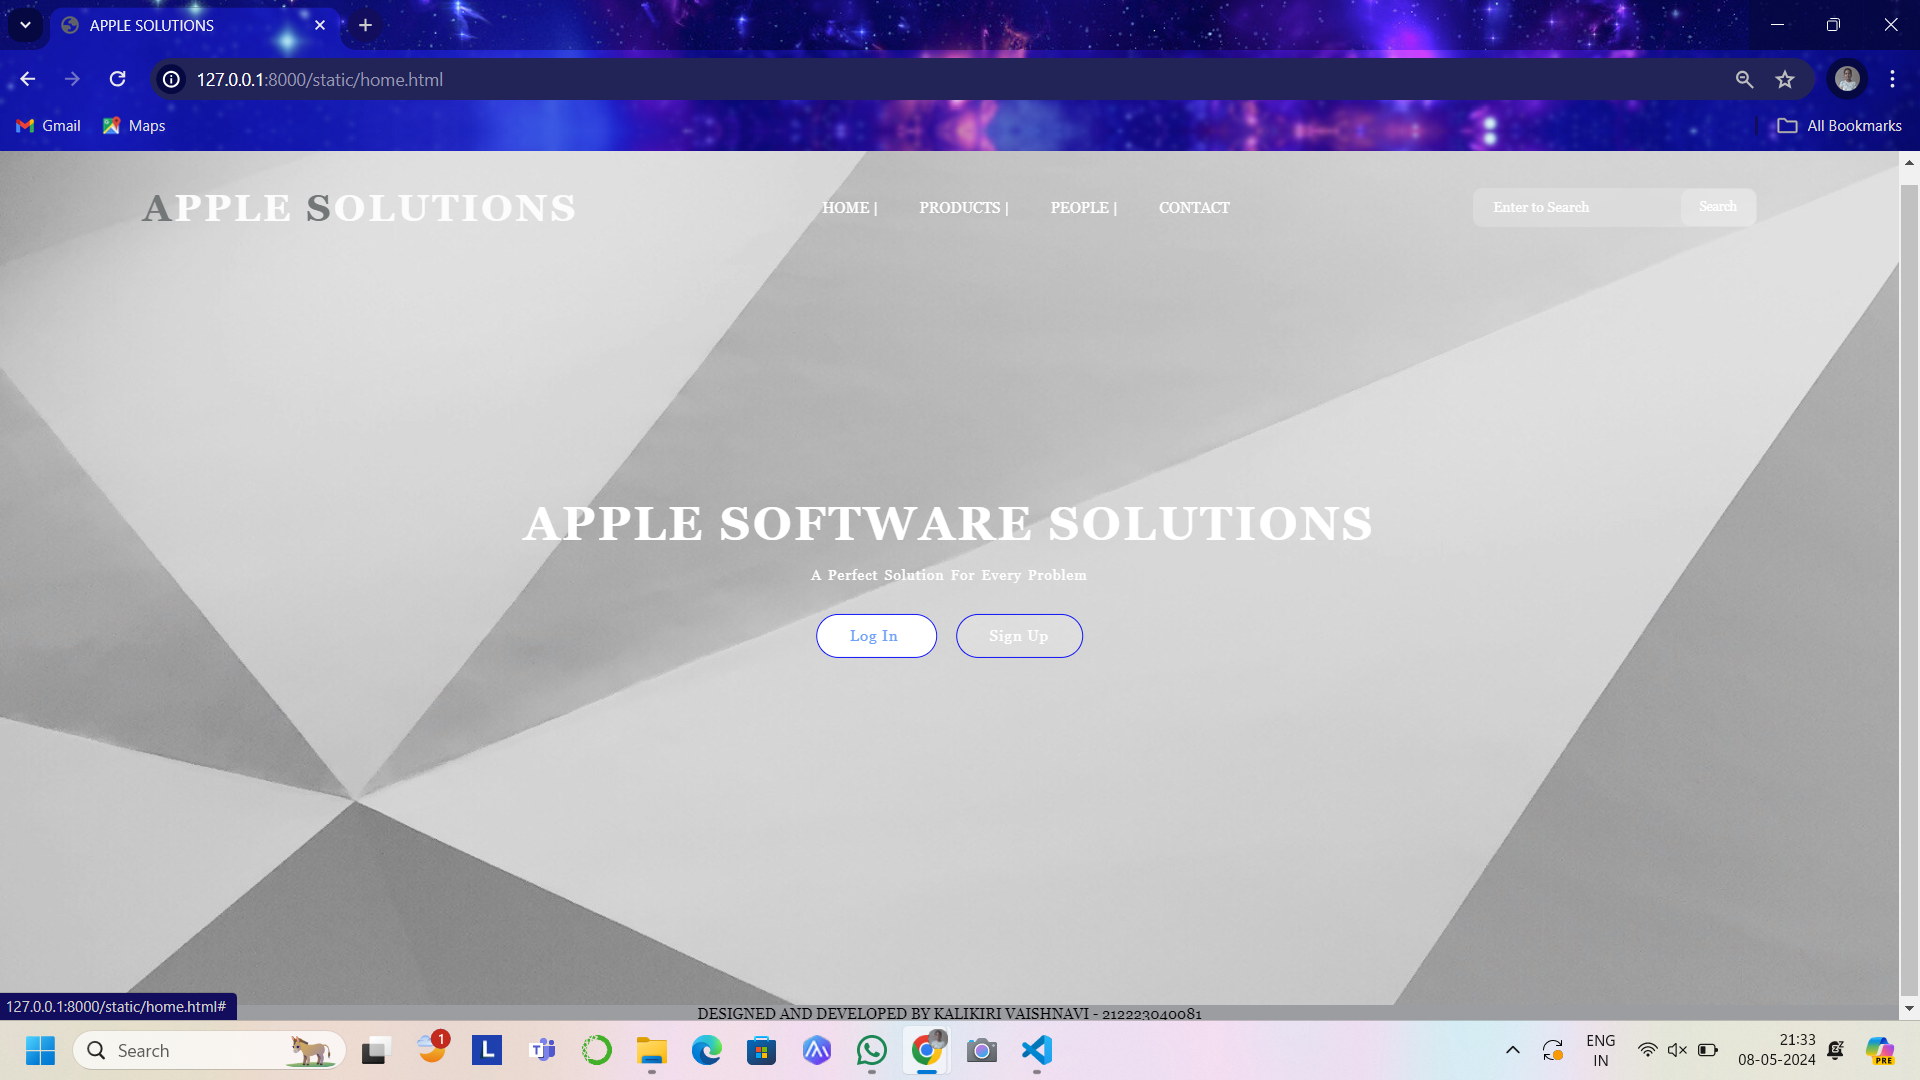 APPLE SOLUTIONS
127.0.0.1:8000/static/home.html
Gmail
Maps
All Bookmarks
APPLE SOLUTIONS
HOME |
PRODUCTS |
PEOPLE |
CONTACT
Enter to Search
Search
APPLE SOFTWARE SOLUTIONS
A Perfect Solution For Every Problem
Log In
Sign Up
127.0.0.1:8000/static/home.html#
DESIGNED AND DEVELOPED BY KALIKIRI VAISHNAVI - 212223040081
Search
1
L
T
ENG
IN
21:33
08-05-2024
PRE